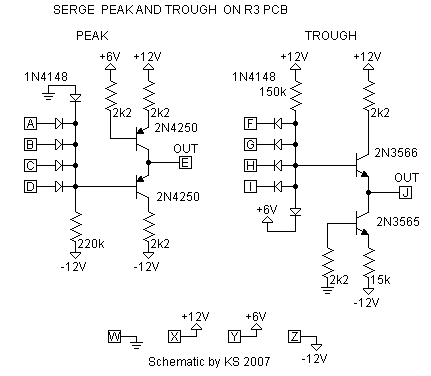 SERGE PEAK AND TROUGH ON R3 PCB
PEAK
TROUGH
+6V +12V
+12V +12V
1N4148
1N4148
150k
2k2 2k2
2k2
A
B
C
D
2N4250
OUT
E
2N4250
F
G
H
I
2N3566
OUT
J
+6V
2N3565
220k
2k2
2k2
15k
-12V -12V
-12V
W
X
+12V
Y
+6V
Z
-12V
Schematic by KS 2007